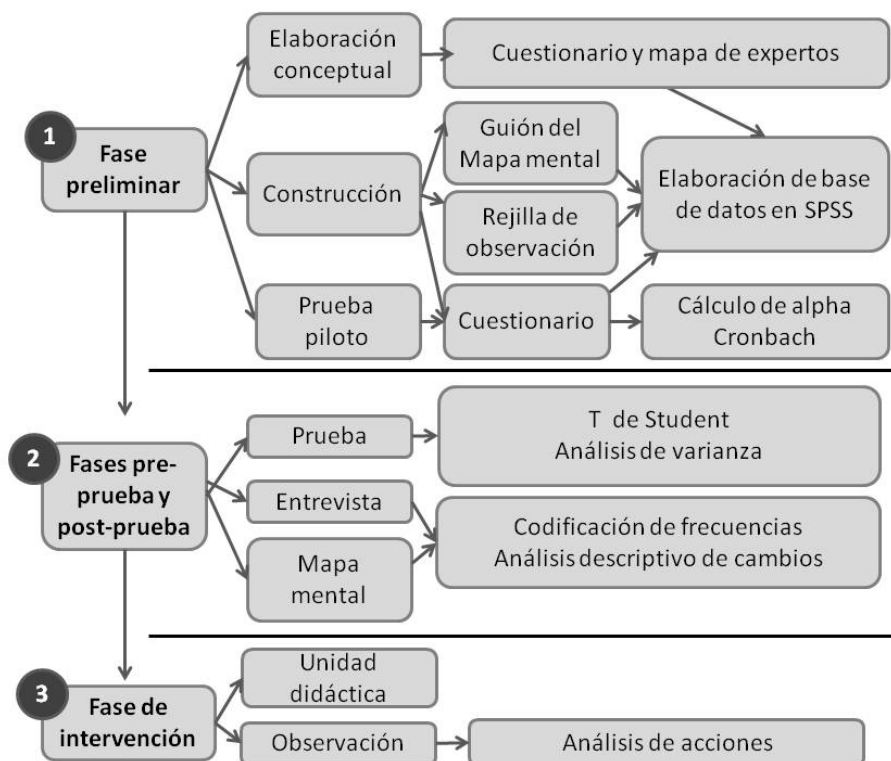 Elaboración
conceptual
Cuestionario y mapa de expertos
1
Fase
preliminar
Construcción
Guión del
Mapa mental
Rejilla de
observación
Elaboración de base
de datos en SPSS
Prueba
piloto
Cuestionario
Cálculo de alpha
Cronbach
2
Fases pre-
prueba y
post-prueba
Prueba
T de Student
Análisis de varianza
Entrevista
Mapa
mental
Codificación de frecuencias
Análisis descriptivo de cambios
3
Fase de
intervención
Unidad
didáctica
Observación
Análisis de acciones